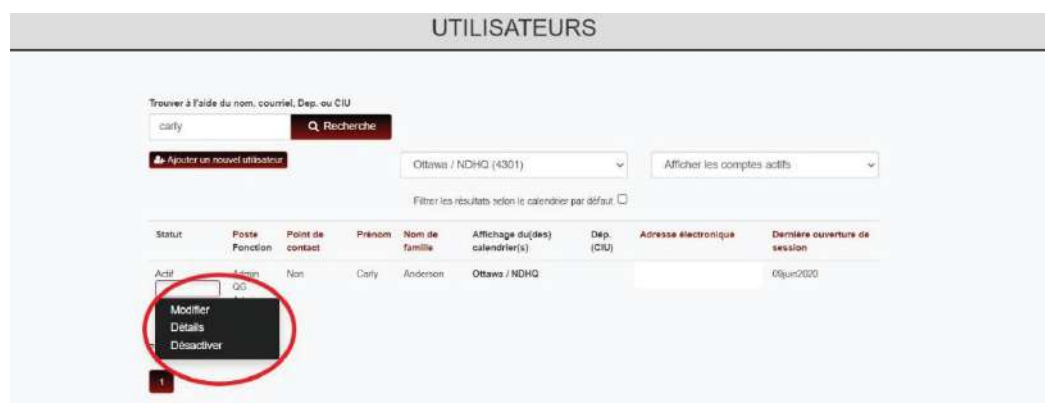 UTILISATEURS
Trouver à l'aide du nom, courriel, Dep. ou CIU
carly
Recherche
Ajouter un nouvel utilisateur
Ottawa / NDHQ (4301)
Afficher les comptes actifs
Filtrer les résultats selon le calendrier par défaut
Statut Poste Point de Prénom Nom de Affichage du(des) Dép. Adresse électronique Dernière ouverture de
Fonction contact famille calendrier(s) (CIU) session
Actif Admin Non Carly Anderson Ottawa / NDHQ 09juin2020
QG
Modifier
Détails
Désactiver
1